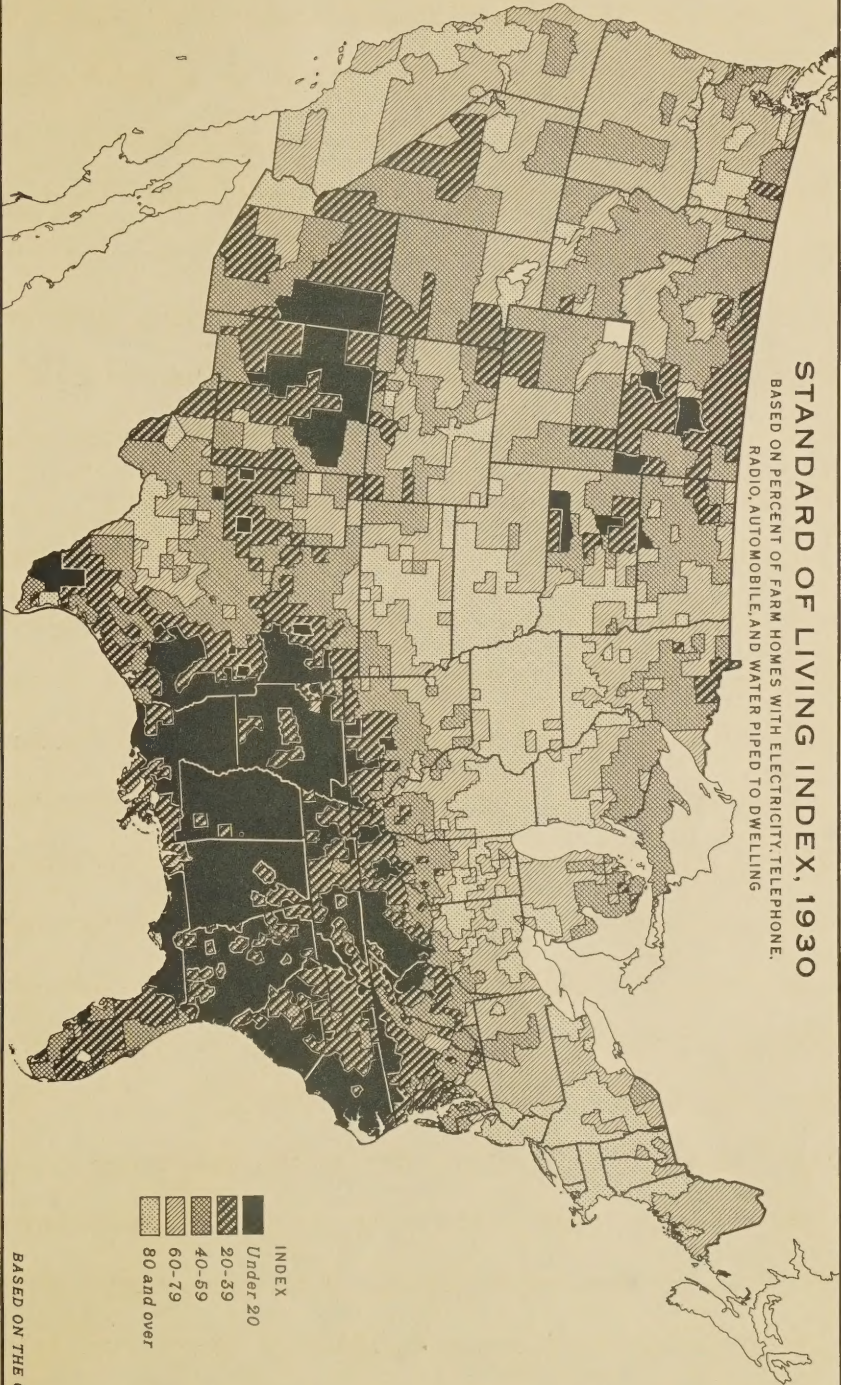 STANDARD OF LIVING INDEX, 1930
BASED ON PERCENT OF FARM HOMES WITH ELECTRICITY, TELEPHONE,
RADIO, AUTOMOBILE, AND WATER PIPED TO DWELLING
INDEX
Under 20
20-39
40-59
60-79
80 and over
BASED ON THE